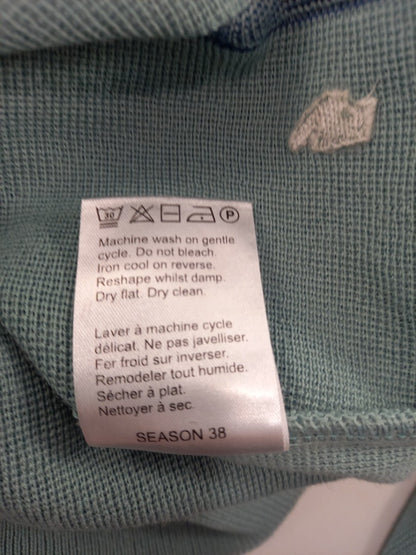 30 P
Machine wash on gentle
cycle. Do not bleach.
Iron cool on reverse.
Reshape whilst damp.
Dry flat. Dry clean.
Laver à machine cycle
délicat. Ne pas javelliser.
Fer froid sur inverser.
Remodeler tout humide.
Sécher à plat.
Nettoyer à sec.
SEASON 38